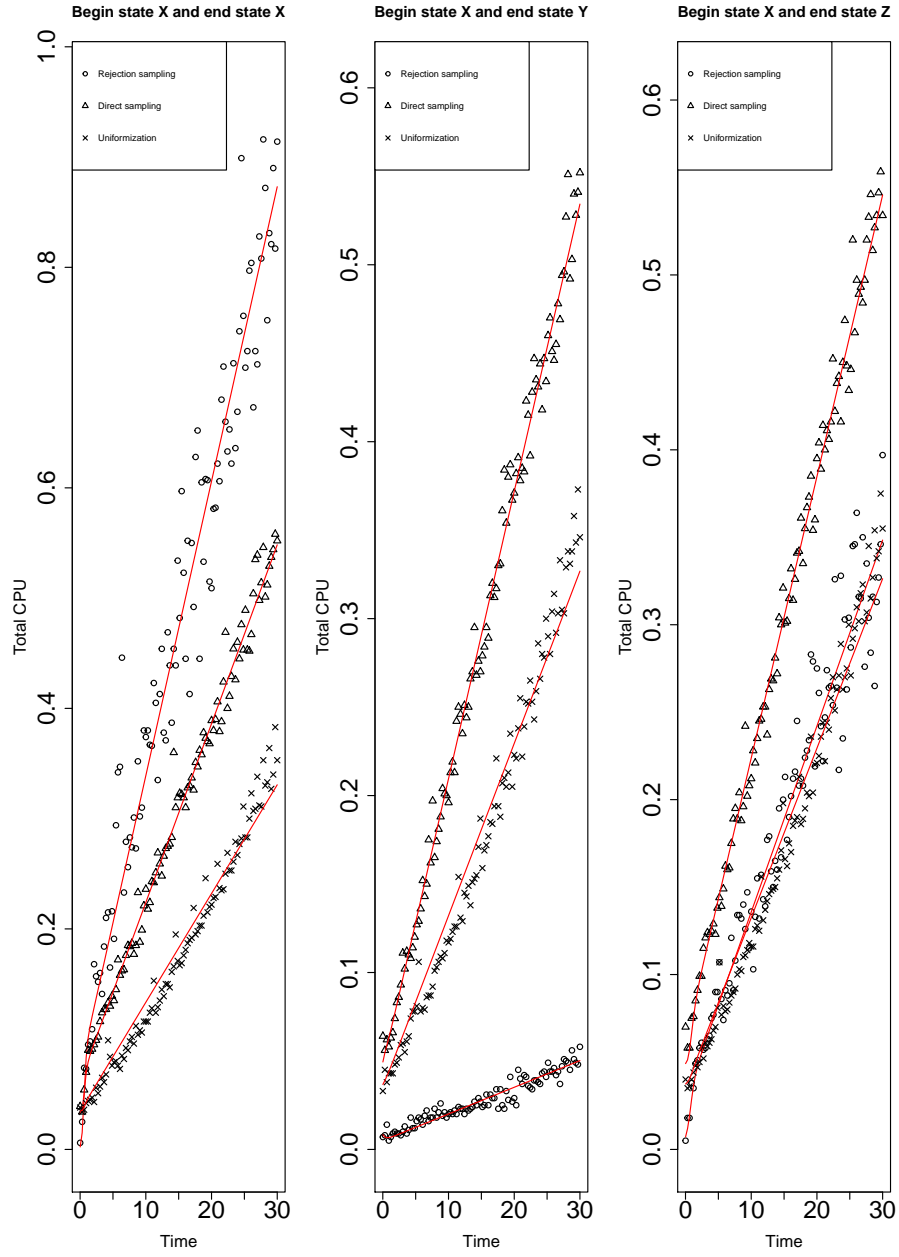 Begin state X and end state X
Begin state X and end state Y
Begin state X and end state Z
Rejection sampling
Direct sampling
Uniformization
Total CPU
0.0
0.2
0.4
0.6
0.8
1.0
0
10
20
30
Time
Rejection sampling
Direct sampling
Uniformization
Total CPU
0.0
0.1
0.2
0.3
0.4
0.5
0.6
0
10
20
30
Time
Rejection sampling
Direct sampling
Uniformization
Total CPU
0.0
0.1
0.2
0.3
0.4
0.5
0.6
0
10
20
30
Time